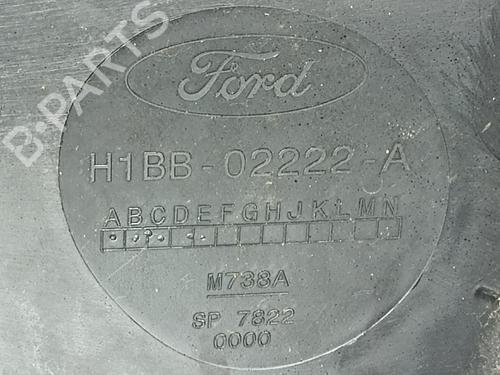 B-PARTS
Ford
H1BB-02222-A
ABCDEFGHJKLMN
M738A
SP 7822
0000